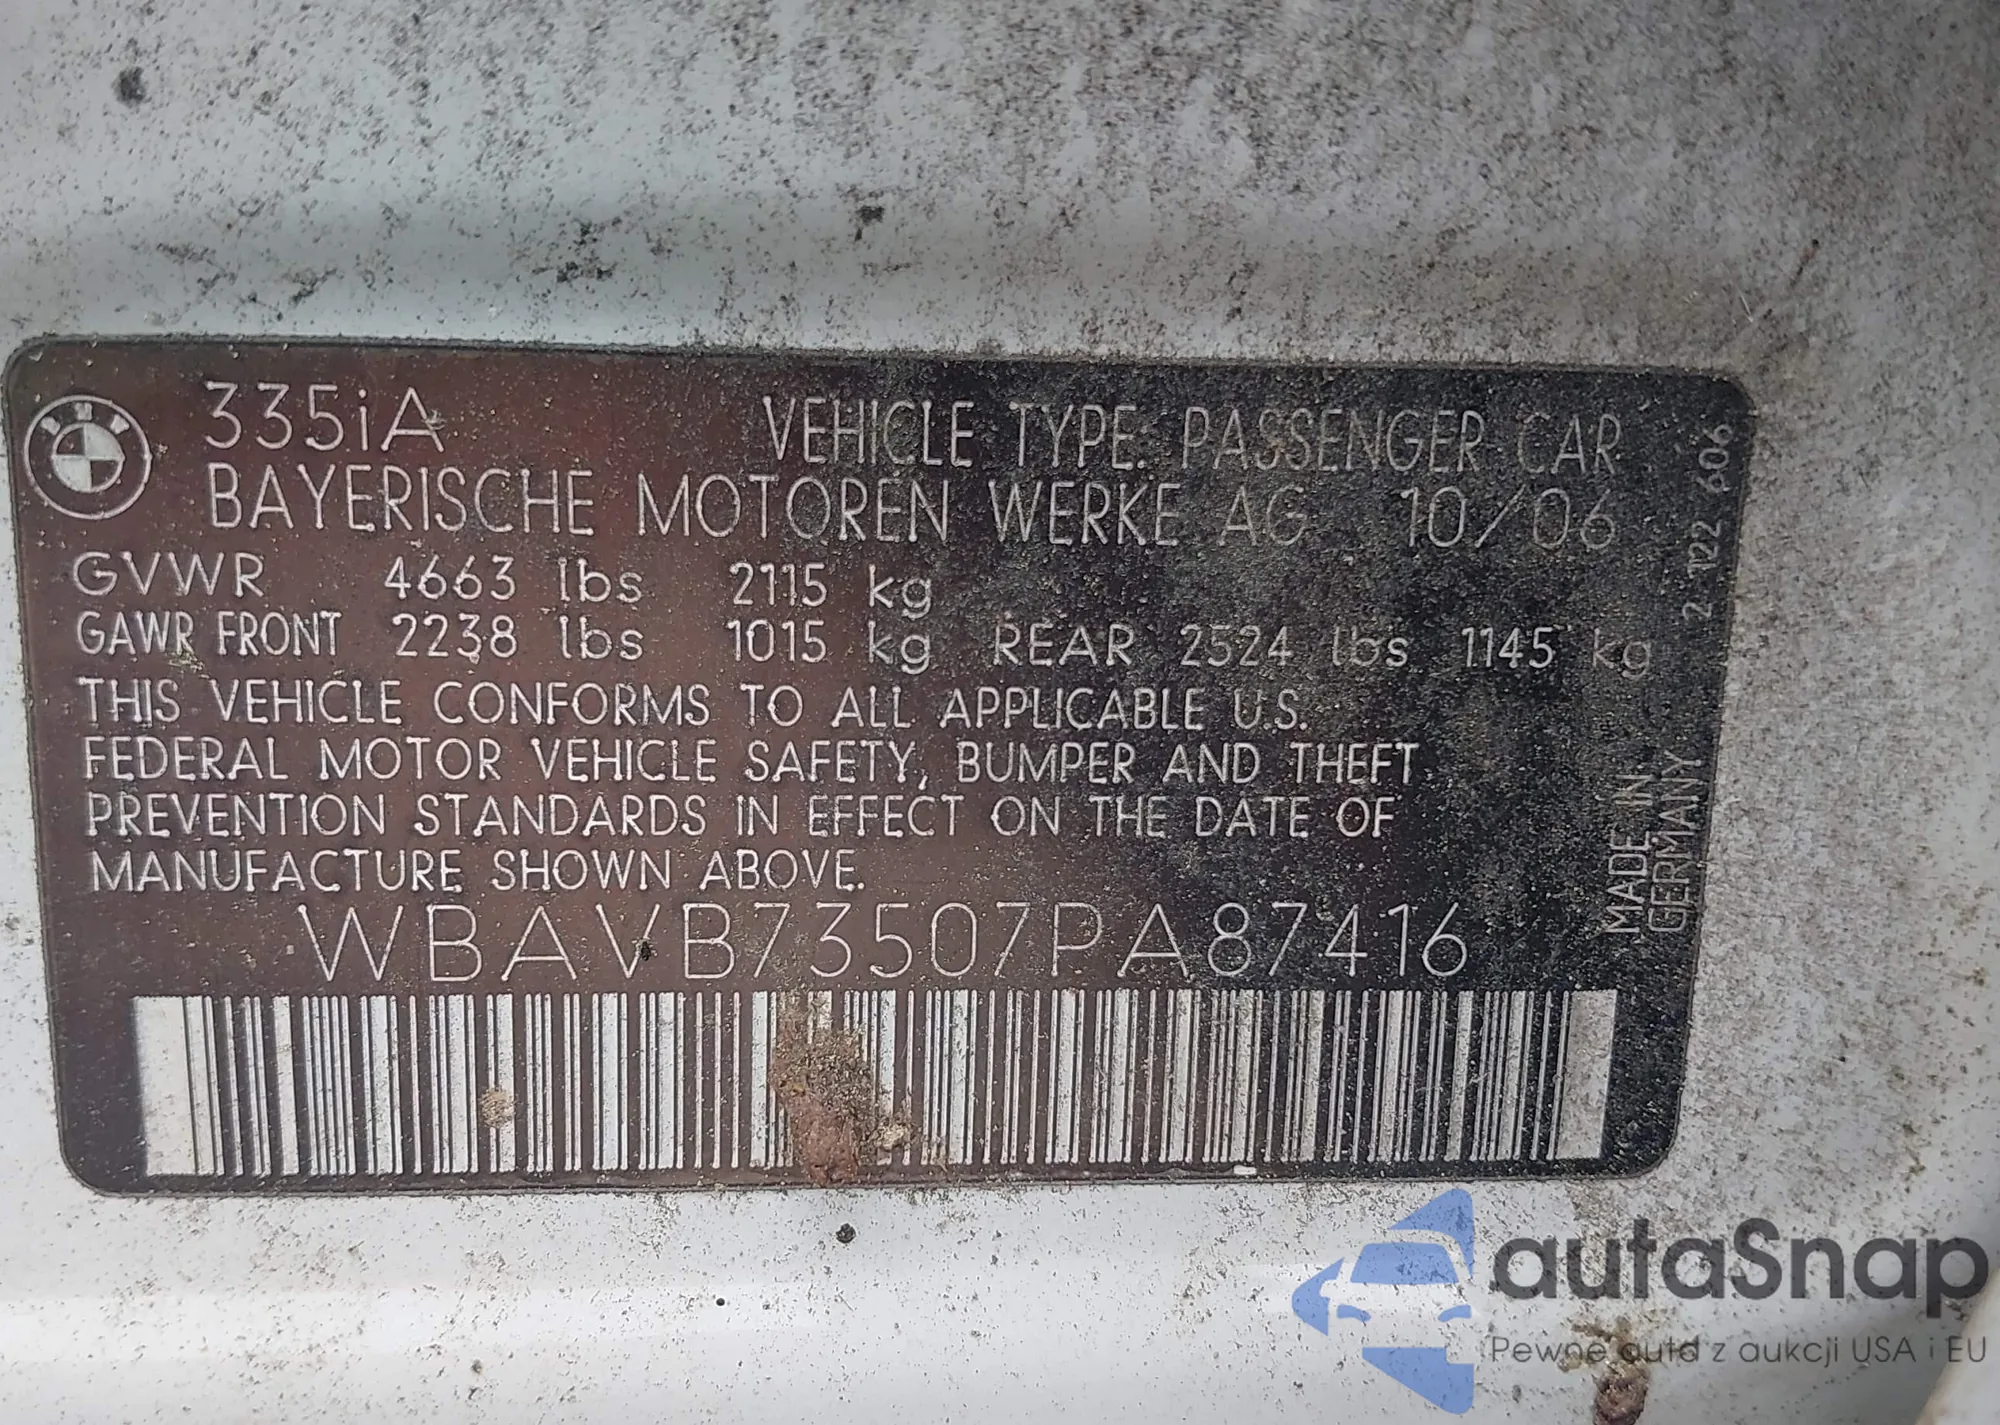 335iA VEHICLE TYPE: PASSENGER CAR
BAYERISCHE MOTOREN WERKE AG 10/06
GVWR 4663 lbs 2115 kg
GAWR FRONT 2238 lbs 1015 kg REAR 2524 lbs 1145 kg
THIS VEHICLE CONFORMS TO ALL APPLICABLE U.S.
FEDERAL MOTOR VEHICLE SAFETY, BUMPER AND THEFT
PREVENTION STANDARDS IN EFFECT ON THE DATE OF
MANUFACTURE SHOWN ABOVE.
WBAVB73507PA87416
2 122 606
MADE IN
GERMANY
autaSnap
Pewne auta z aukcji USA i EU